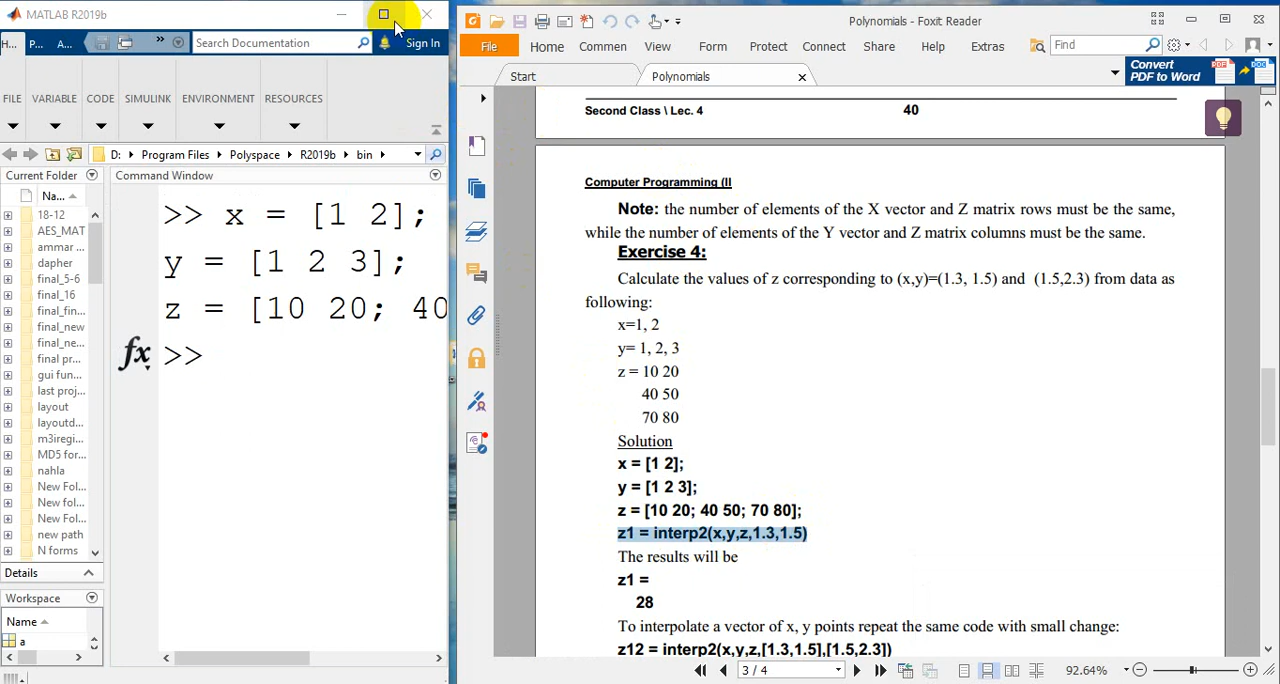 MATLAB R2019b
H... P... A... » Search Documentation Sign In
FILE VARIABLE CODE SIMULINK ENVIRONMENT RESOURCES
D: Program Files Polyspace R2019b bin
Current Folder
Na...
18-12
AES_MAT
ammar ...
dapher
final_5-6
final_16
final_fin...
final_new
final_ne...
final pr...
gui fun...
last proj...
layout
layoutd...
m3iregi...
MD5 for...
nahla
New Fol...
New fol...
New Fol...
new path
N forms
Details
Workspace
Name
a
Command Window
>> x = [1 2];
y = [1 2 3];
z = [10 20; 40
fx >>
Polynomials - Foxit Reader
File Home Comment View Form Protect Connect Share Help Extras Find
Start Polynomials
Convert
PDF to Word
Second Class \ Lec. 4 40
Computer Programming (II
Note: the number of elements of the X vector and Z matrix rows must be the same,
while the number of elements of the Y vector and Z matrix columns must be the same.
Exercise 4:
Calculate the values of z corresponding to (x,y)=(1.3, 1.5) and (1.5,2.3) from data as
following:
x=1, 2
y= 1, 2, 3
z = 10 20
40 50
70 80
Solution
x = [1 2];
y = [1 2 3];
z = [10 20; 40 50; 70 80];
z1 = interp2(x,y,z,1.3,1.5)
The results will be
z1 =
28
To interpolate a vector of x, y points repeat the same code with small change:
z12 = interp2(x,y,z,[1.3,1.5],[1.5,2.3])
3 / 4
92.64%